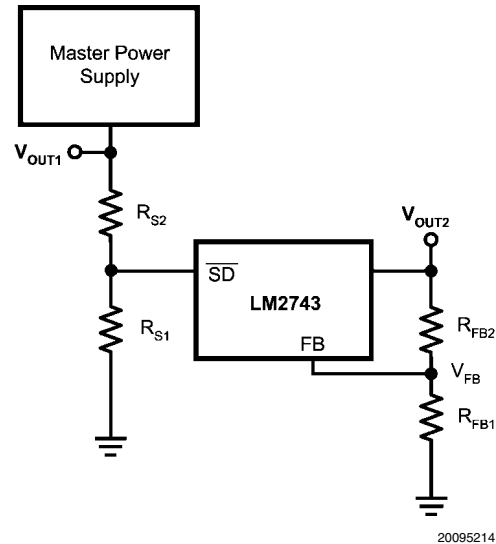 Master Power
Supply
VOUT1
RS2
VOUT2
SD
LM2743
RS1
RFB2
FB
VFB
RFB1
20095214